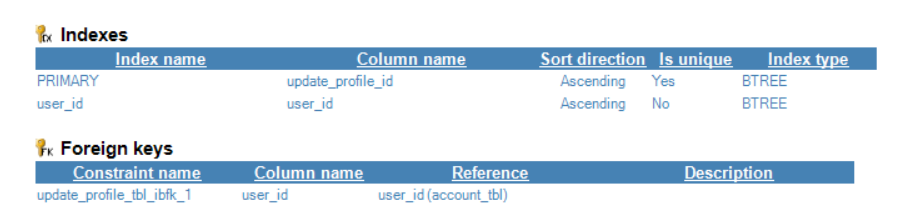 Indexes
Index name Column name Sort direction Is unique Index type
PRIMARY update_profile_id Ascending Yes BTREE
user_id user_id Ascending No BTREE
FK Foreign keys
Constraint name Column name Reference Description
update_profile_tbl_ibfk_1 user_id user_id (account_tbl)